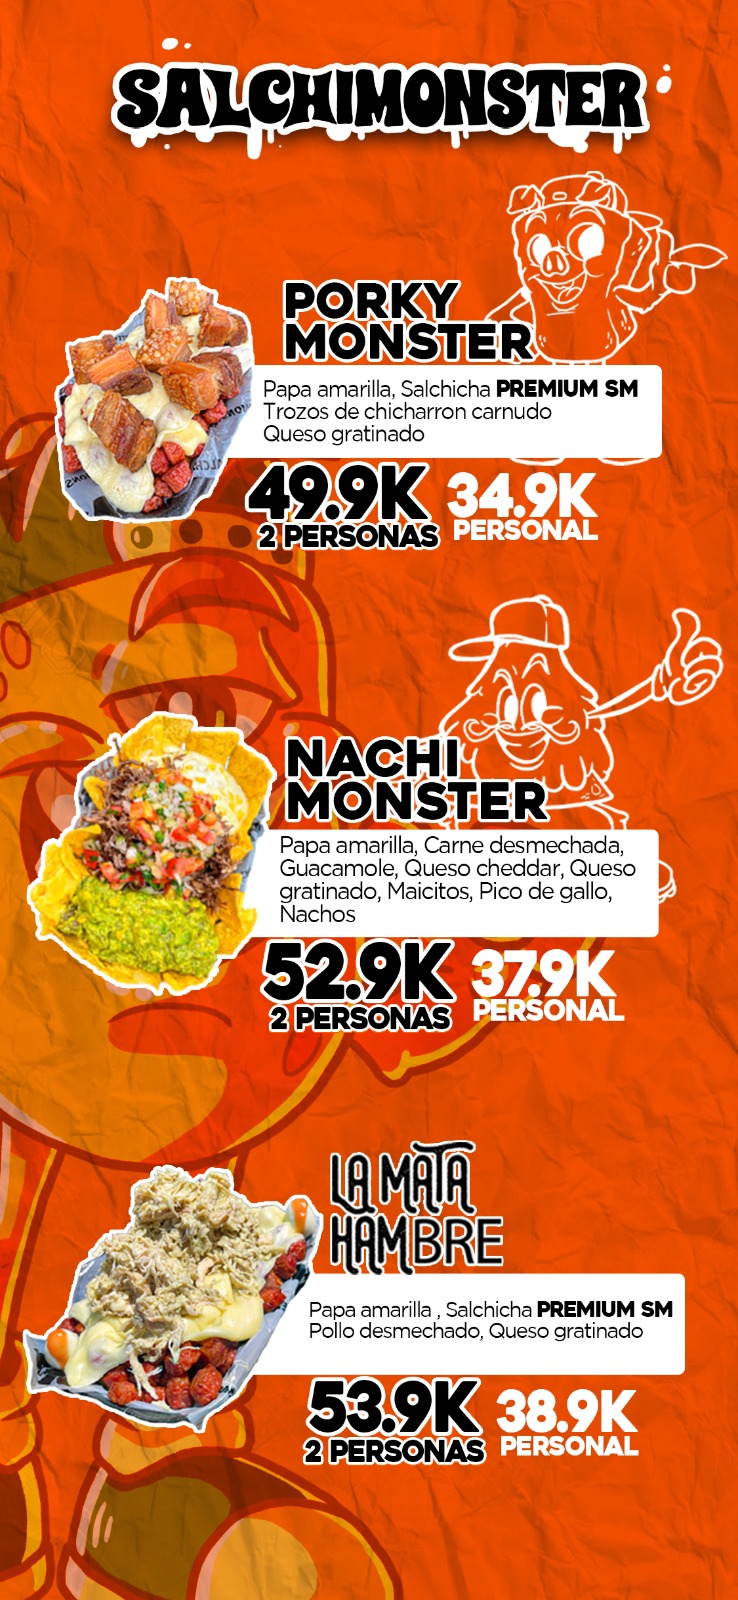 SALCHIMONSTER
PORKY
MONSTER
Papa amarilla, Salchicha PREMIUM SM
Trozos de chicharron carnudo
Queso gratinado
49.9K 34.9K
2 PERSONAS PERSONAL
NACHI
MONSTER
Papa amarilla, Carne desmechada,
Guacamole, Queso cheddar, Queso
gratinado, Maicitos, Pico de gallo,
Nachos
52.9K 37.9K
2 PERSONAS PERSONAL
LA MATA
HAMBRE
Papa amarilla , Salchicha PREMIUM SM
Pollo desmechado, Queso gratinado
53.9K 38.9K
2 PERSONAS PERSONAL